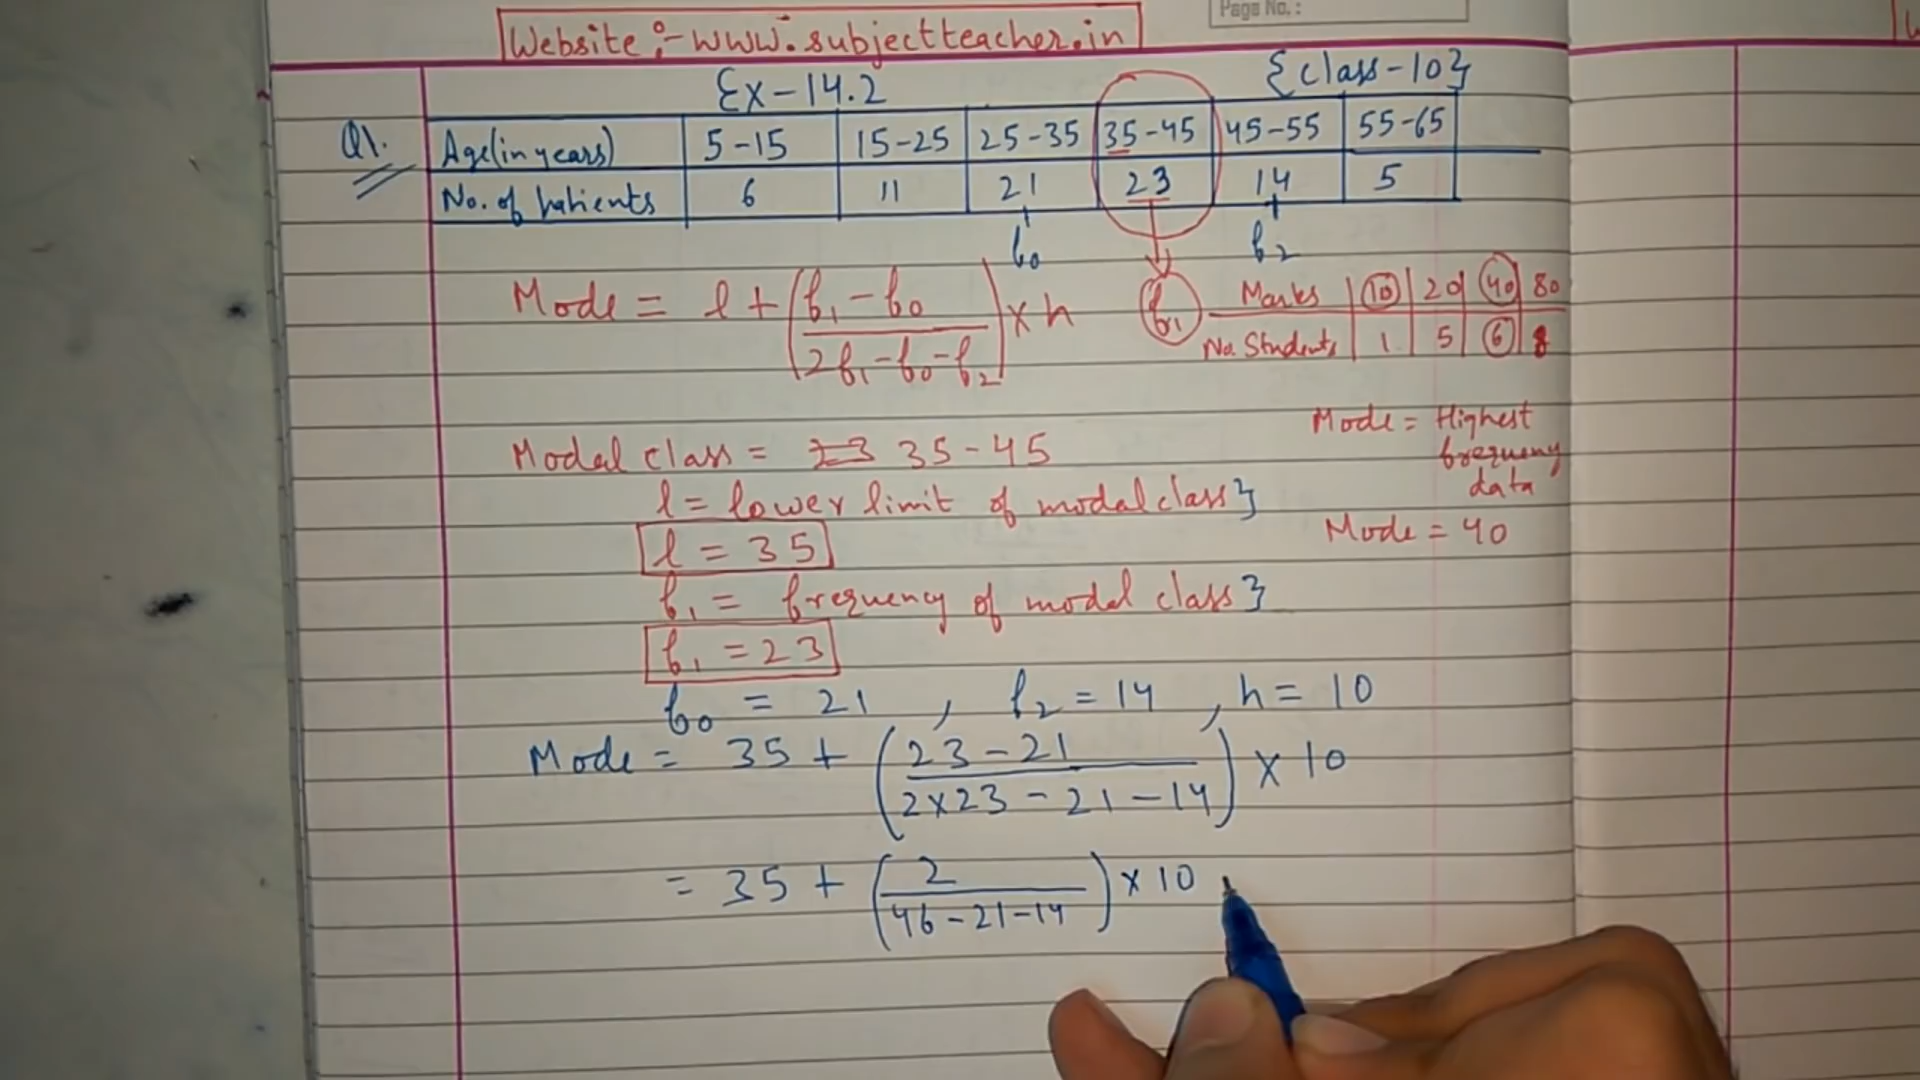 Page No. :
Website :- www.subjectteacher.in
Ex-14.2 {class-10}
Q1.
Age(in years) 5-15 15-25 25-35 35-45 45-55 55-65
No. of patients 6 11 21 23 14 5
f0 f2
f1
Mode = l + (f1 - f0 / 2f1 - f0 - f2) × h
Marks 10 20 40 80
No. Students 1 5 6 8
Mode = Highest
frequency
data
Mode = 40
Modal class = 23 35-45
l = lower limit of modal class}
l = 35
f1 = frequency of modal class}
f1 = 23
f0 = 21 , f2 = 14 , h = 10
Mode = 35 + (23 - 21 / 2×23 - 21 - 14) × 10
= 35 + (2 / 46-21-14) × 10